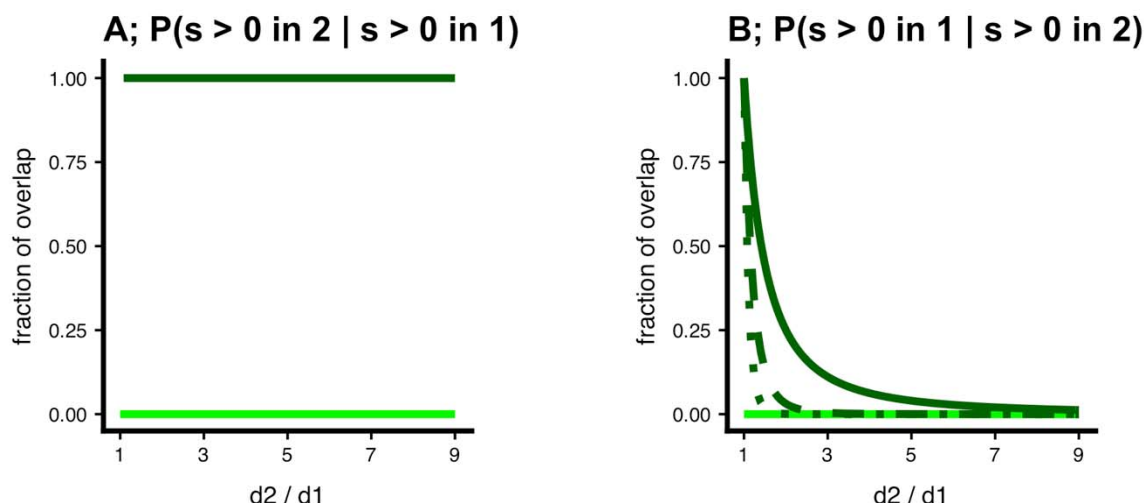 A; P(s > 0 in 2 | s > 0 in 1)
fraction of overlap
1.00
0.75
0.50
0.25
0.00
1 3 5 7 9
d2 / d1
B; P(s > 0 in 1 | s > 0 in 2)
fraction of overlap
1.00
0.75
0.50
0.25
0.00
1 3 5 7 9
d2 / d1